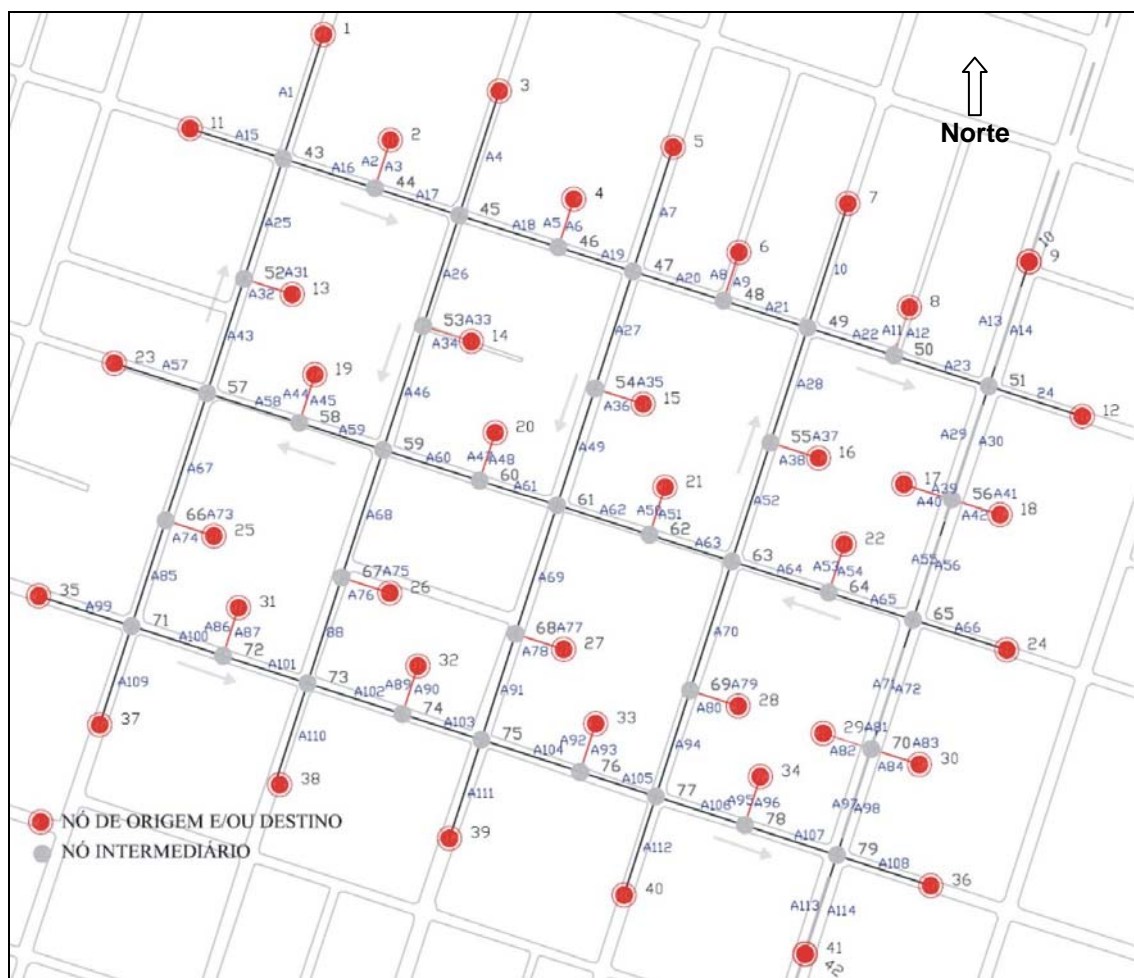 1
3
A1
Norte
11
2
A4
5
A15
43
A2 A3
A16
44
4
7
A17
45
A5 A6
A7
6
10
9
A18
46
A25
A19
47
A8 A9
10
8
A26
A20
48
A13 A14
52 A31
A32 13
A21
49
A11 A12
53 A33
A34 14
A27
A22
50
A43
A23
51
23
19
54 A35
A36 15
A28
24
12
A57
A44 A45
A46
A29 A30
57
20
55 A37
A38 16
A58
58
A47 A48
A49
17
A39
A40
56 A41
A42 18
A59
59
21
A60
60
A52
A67
A61
61
A50 A51
22
A55 A56
A62
62
A53 A54
66 A73
A74 25
A68
A63
63
A64
64
A69
A65
65
67 A75
A76 26
A66
24
35
31
A85
A70
A99
71
A86 A87
68 A77
A78 27
A100
72
88
32
A71 A72
A101
73
A89 A90
69 A79
A80 28
A109
A102
74
A91
33
29 A81
A82
70 A83
A84 30
37
A103
75
A92 A93
A94
A110
A104
76
34
38
A105
77
A95 A96
A97 A98
A111
A106
78
NÓ DE ORIGEM E/OU DESTINO
39
A107
79
NÓ INTERMEDIÁRIO
A112
A108
36
40
A113 A114
41
42